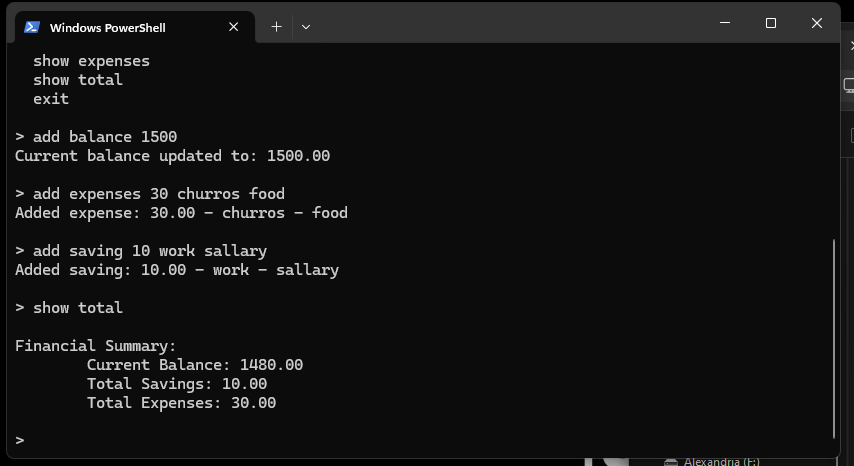 Windows PowerShell
show expenses
show total
exit
> add balance 1500
Current balance updated to: 1500.00
> add expenses 30 churros food
Added expense: 30.00 - churros - food
> add saving 10 work sallary
Added saving: 10.00 - work - sallary
> show total
Financial Summary:
Current Balance: 1480.00
Total Savings: 10.00
Total Expenses: 30.00
>
Alexandria (F:)